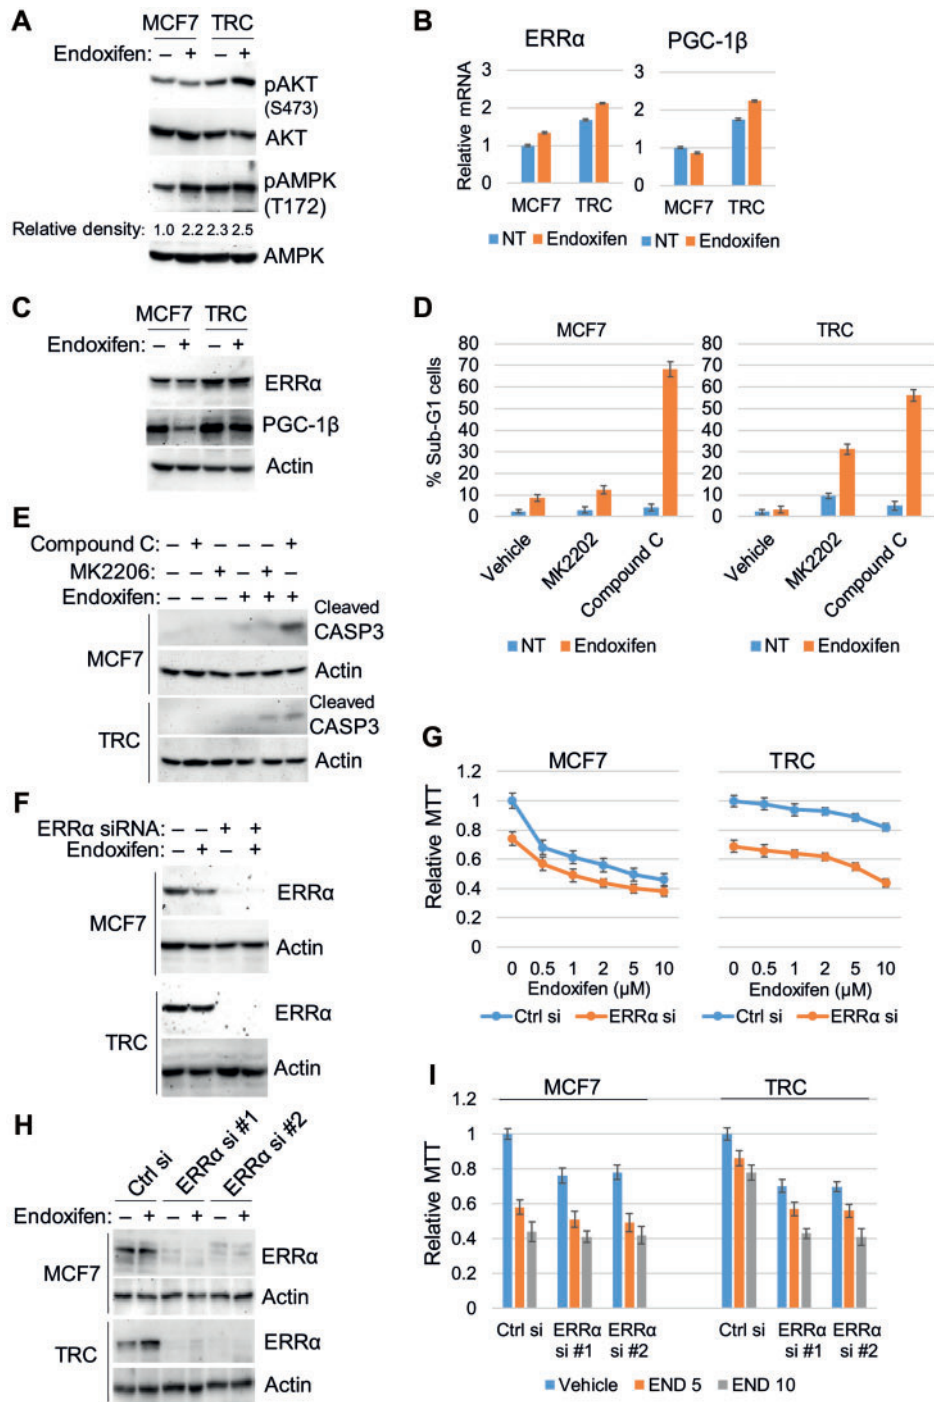 A
MCF7 TRC
Endoxifen: – + – +
pAKT
(S473)
AKT
pAMPK
(T172)
Relative density: 1.0 2.2 2.3 2.5
AMPK
B
ERRα
PGC-1β
Relative mRNA
3
2
1
0
MCF7 TRC
NT Endoxifen
3
2
1
0
MCF7 TRC
NT Endoxifen
C
MCF7 TRC
Endoxifen: – + – +
ERRα
PGC-1β
Actin
D
MCF7
TRC
% Sub-G1 cells
80
70
60
50
40
30
20
10
0
Vehicle
MK2202
Compound C
NT Endoxifen
80
70
60
50
40
30
20
10
0
Vehicle
MK2202
Compound C
NT Endoxifen
E
Compound C: – + – – – +
MK2206: – – + – + –
Endoxifen: – – – + + +
MCF7
Cleaved
CASP3
Actin
TRC
Cleaved
CASP3
Actin
F
ERRα siRNA: – – + +
Endoxifen: – + – +
MCF7
ERRα
Actin
TRC
ERRα
Actin
G
MCF7
TRC
Relative MTT
1.2
1
0.8
0.6
0.4
0.2
0
0 0.5 1 2 5 10
Endoxifen (µM)
Ctrl si ERRα si
0 0.5 1 2 5 10
Endoxifen (µM)
Ctrl si ERRα si
H
Ctrl si
ERRα si #1
ERRα si #2
Endoxifen: – + – + – +
MCF7
ERRα
Actin
TRC
ERRα
Actin
I
MCF7
TRC
Relative MTT
1.2
1
0.8
0.6
0.4
0.2
0
Ctrl si ERRα ERRα Ctrl si ERRα ERRα
si #1 si #2 si #1 si #2
Vehicle END 5 END 10